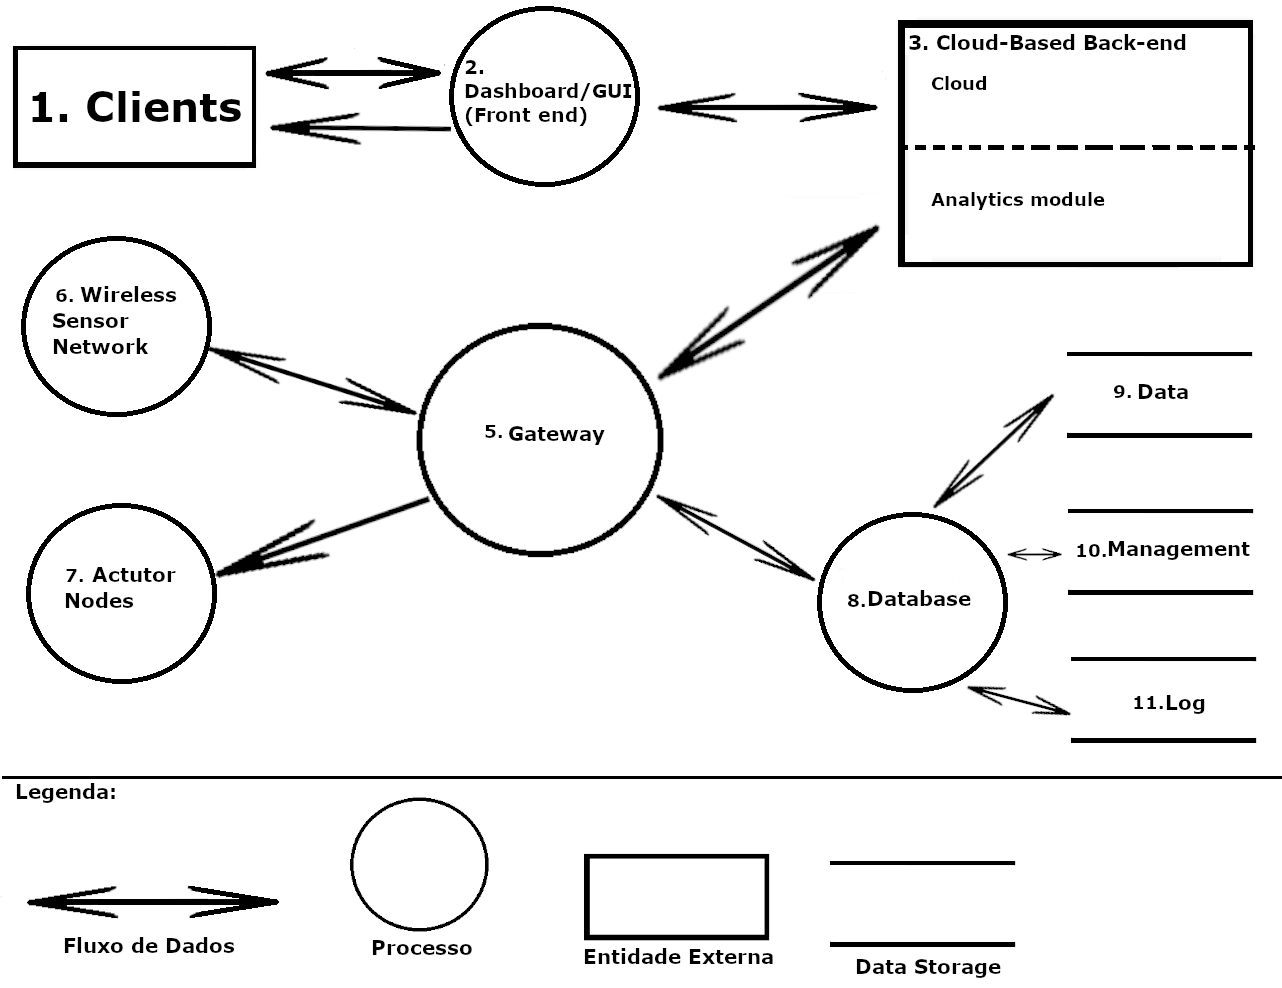 1. Clients
2.
Dashboard/GUI
(Front end)
3. Cloud-Based Back-end
Cloud
Analytics module
6. Wireless
Sensor
Network
5. Gateway
9. Data
10.Management
7. Actutor
Nodes
8.Database
11.Log
Legenda:
Fluxo de Dados
Processo
Entidade Externa
Data Storage